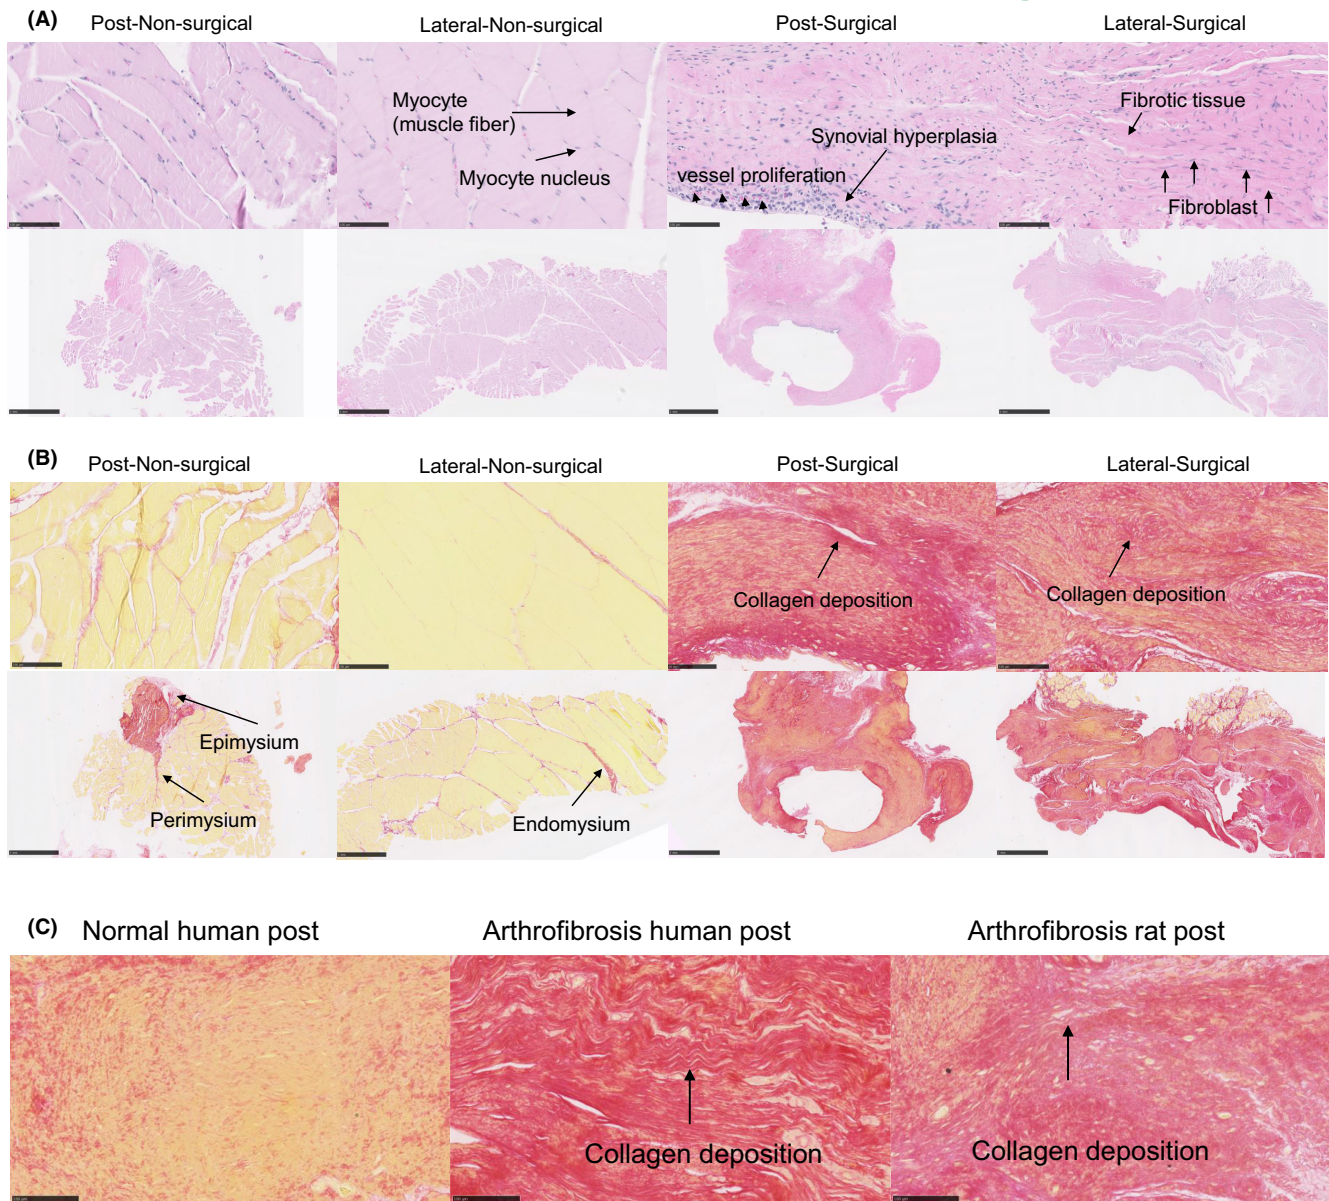 (A)
Post-Non-surgical
Lateral-Non-surgical
Post-Surgical
Lateral-Surgical
Myocyte
(muscle fiber)
Myocyte nucleus
Synovial hyperplasia
vessel proliferation
Fibrotic tissue
Fibroblast
(B)
Post-Non-surgical
Lateral-Non-surgical
Post-Surgical
Lateral-Surgical
Collagen deposition
Collagen deposition
Epimysium
Perimysium
Endomysium
(C)
Normal human post
Arthrofibrosis human post
Arthrofibrosis rat post
Collagen deposition
Collagen deposition